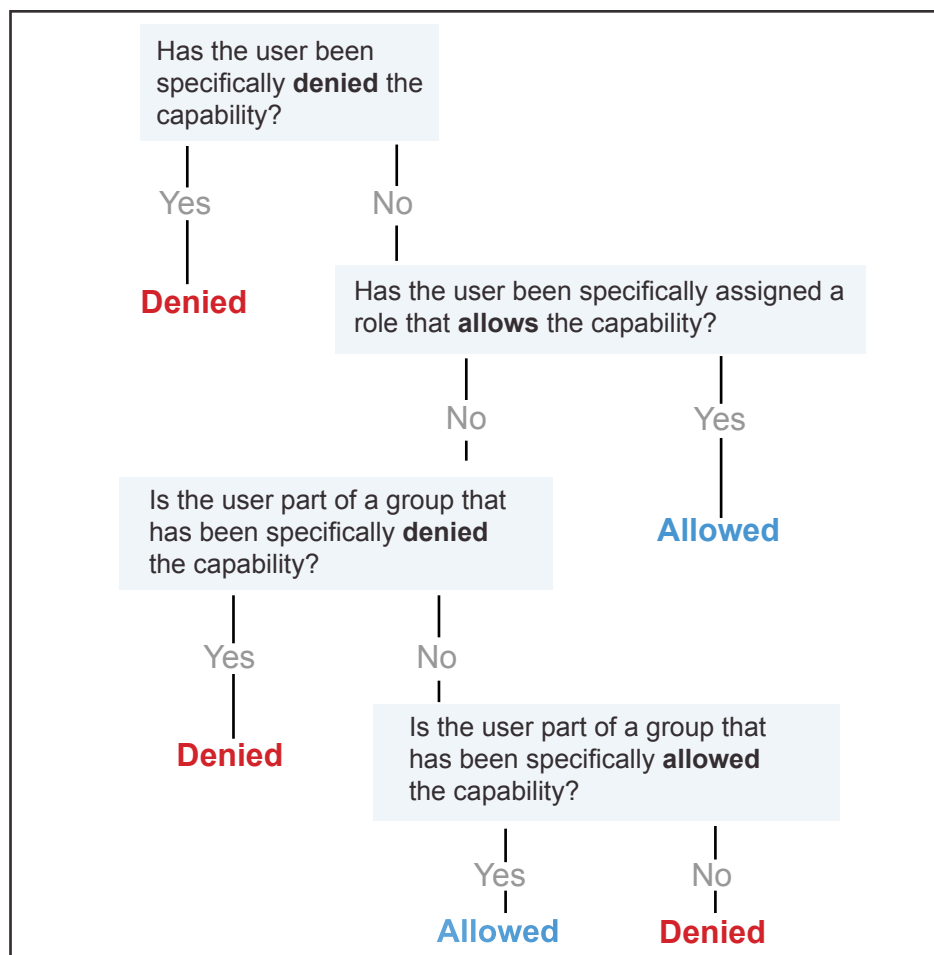 Has the user been
specifically denied the
capability?
Yes
No
Denied
Has the user been specifically assigned a
role that allows the capability?
No
Yes
Is the user part of a group that
has been specifically denied
the capability?
Allowed
Yes
No
Denied
Is the user part of a group that
has been specifically allowed
the capability?
Yes
No
Allowed
Denied